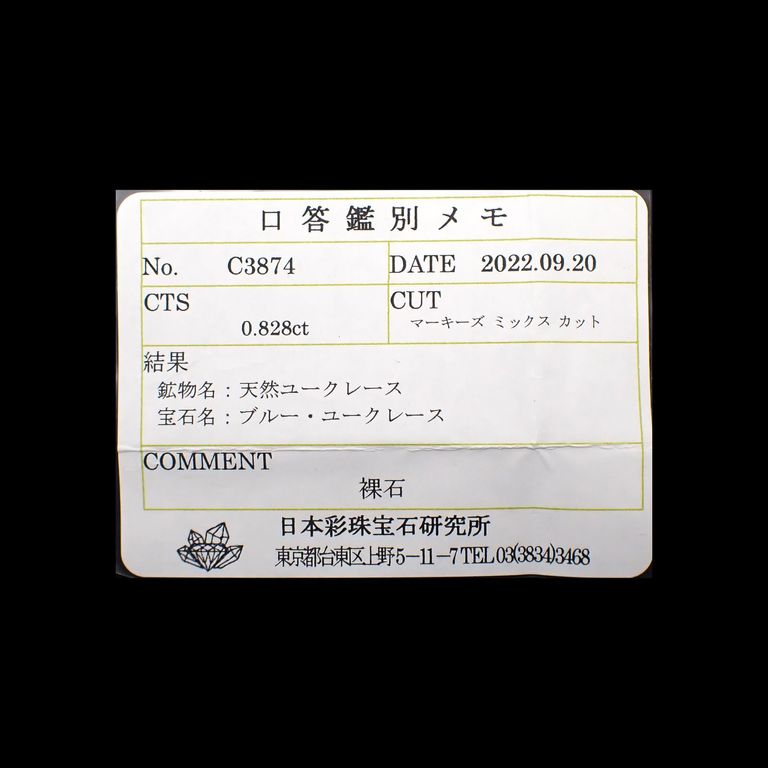 口答鑑別メモ
No. C3874 DATE 2022.09.20
CTS CUT
0.828ct マーキーズ ミックス カット
結果
鉱物名：天然ユークレース
宝石名：ブルー・ユークレース
COMMENT
裸石
日本彩珠宝石研究所
東京都台東区上野5－11－7 TEL 03(3834)3468